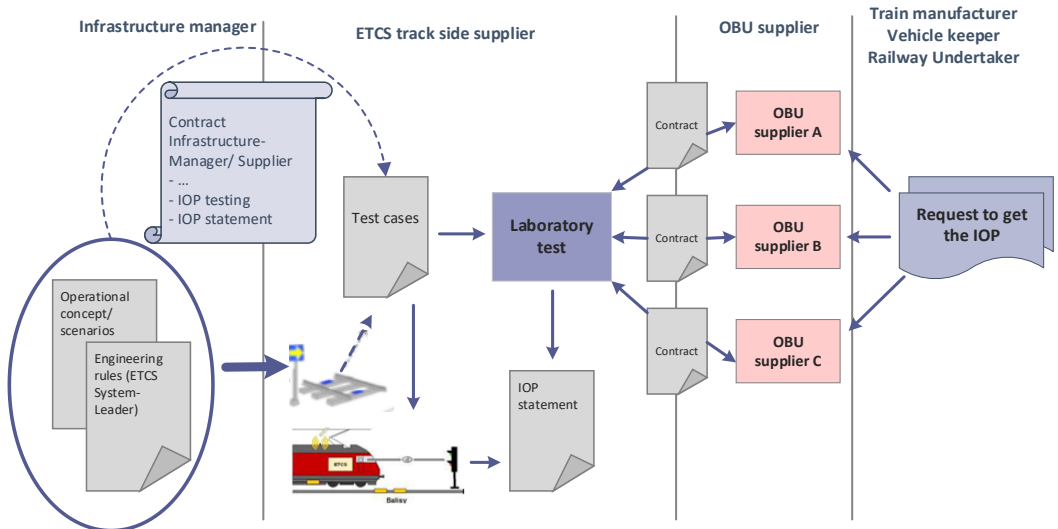 Infrastructure manager
ETCS track side supplier
OBU supplier
Train manufacturer
Vehicle keeper
Railway Undertaker
Contract
Infrastructure-
Manager/ Supplier
- ...
- IOP testing
- IOP statement
Test cases
Laboratory
test
Contract
Contract
Contract
OBU
supplier A
OBU
supplier B
OBU
supplier C
Request to get
the IOP
Operational
concept/
scenarios
Engineering
rules (ETCS
System-
Leader)
IOP
statement
ETCS
Balisy